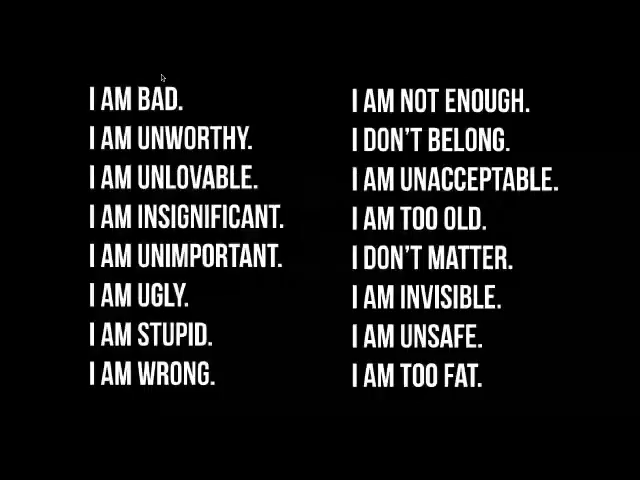 I AM BAD.
I AM UNWORTHY.
I AM UNLOVABLE.
I AM INSIGNIFICANT.
I AM UNIMPORTANT.
I AM UGLY.
I AM STUPID.
I AM WRONG.
I AM NOT ENOUGH.
I DON'T BELONG.
I AM UNACCEPTABLE.
I AM TOO OLD.
I DON'T MATTER.
I AM INVISIBLE.
I AM UNSAFE.
I AM TOO FAT.